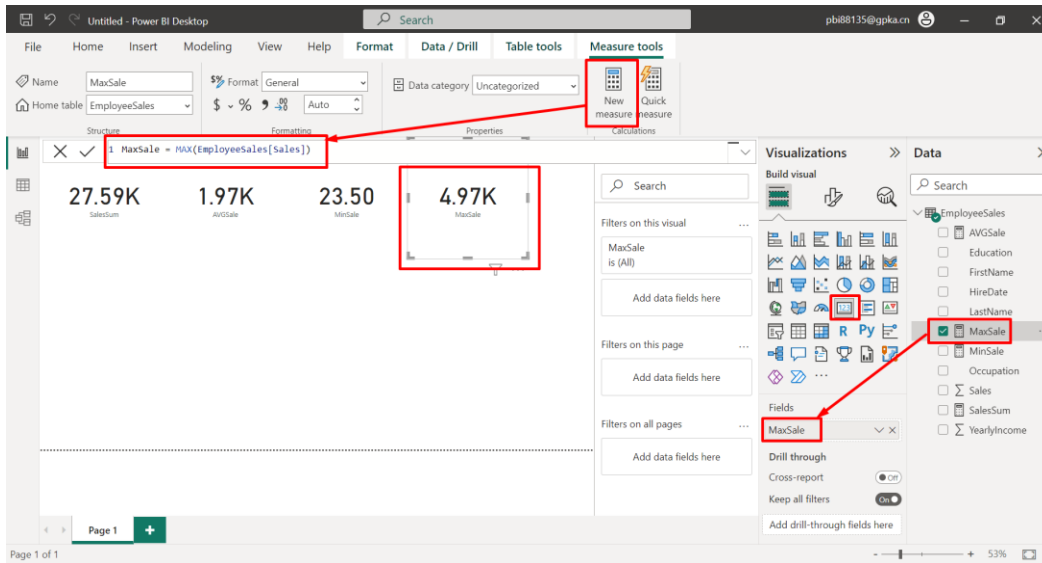 Untitled - Power BI Desktop
Search
pbi88135@gpka.cn
File Home Insert Modeling View Help Format Data / Drill Table tools Measure tools
Name MaxSale
Home table EmployeeSales
Structure
Format General
$ % Auto
Formatting
Data category Uncategorized
Properties
New measure
Quick measure
Calculations
1 MaxSale = MAX(EmployeeSales[Sales])
27.59K
SalesSum
1.97K
AVGSale
23.50
MinSale
4.97K
MaxSale
Search
Filters on this visual ...
MaxSale
is (All)
Add data fields here
Filters on this page ...
Add data fields here
Filters on all pages ...
Add data fields here
Visualizations
Build visual
123
R Py
...
Fields
MaxSale
Drill through
Cross-report Off
Keep all filters On
Add drill-through fields here
Data
Search
EmployeeSales
AVGSale
Education
FirstName
HireDate
LastName
MaxSale
MinSale
Occupation
∑ Sales
SalesSum
∑ YearlyIncome
Page 1
+
Page 1 of 1
- + 53%